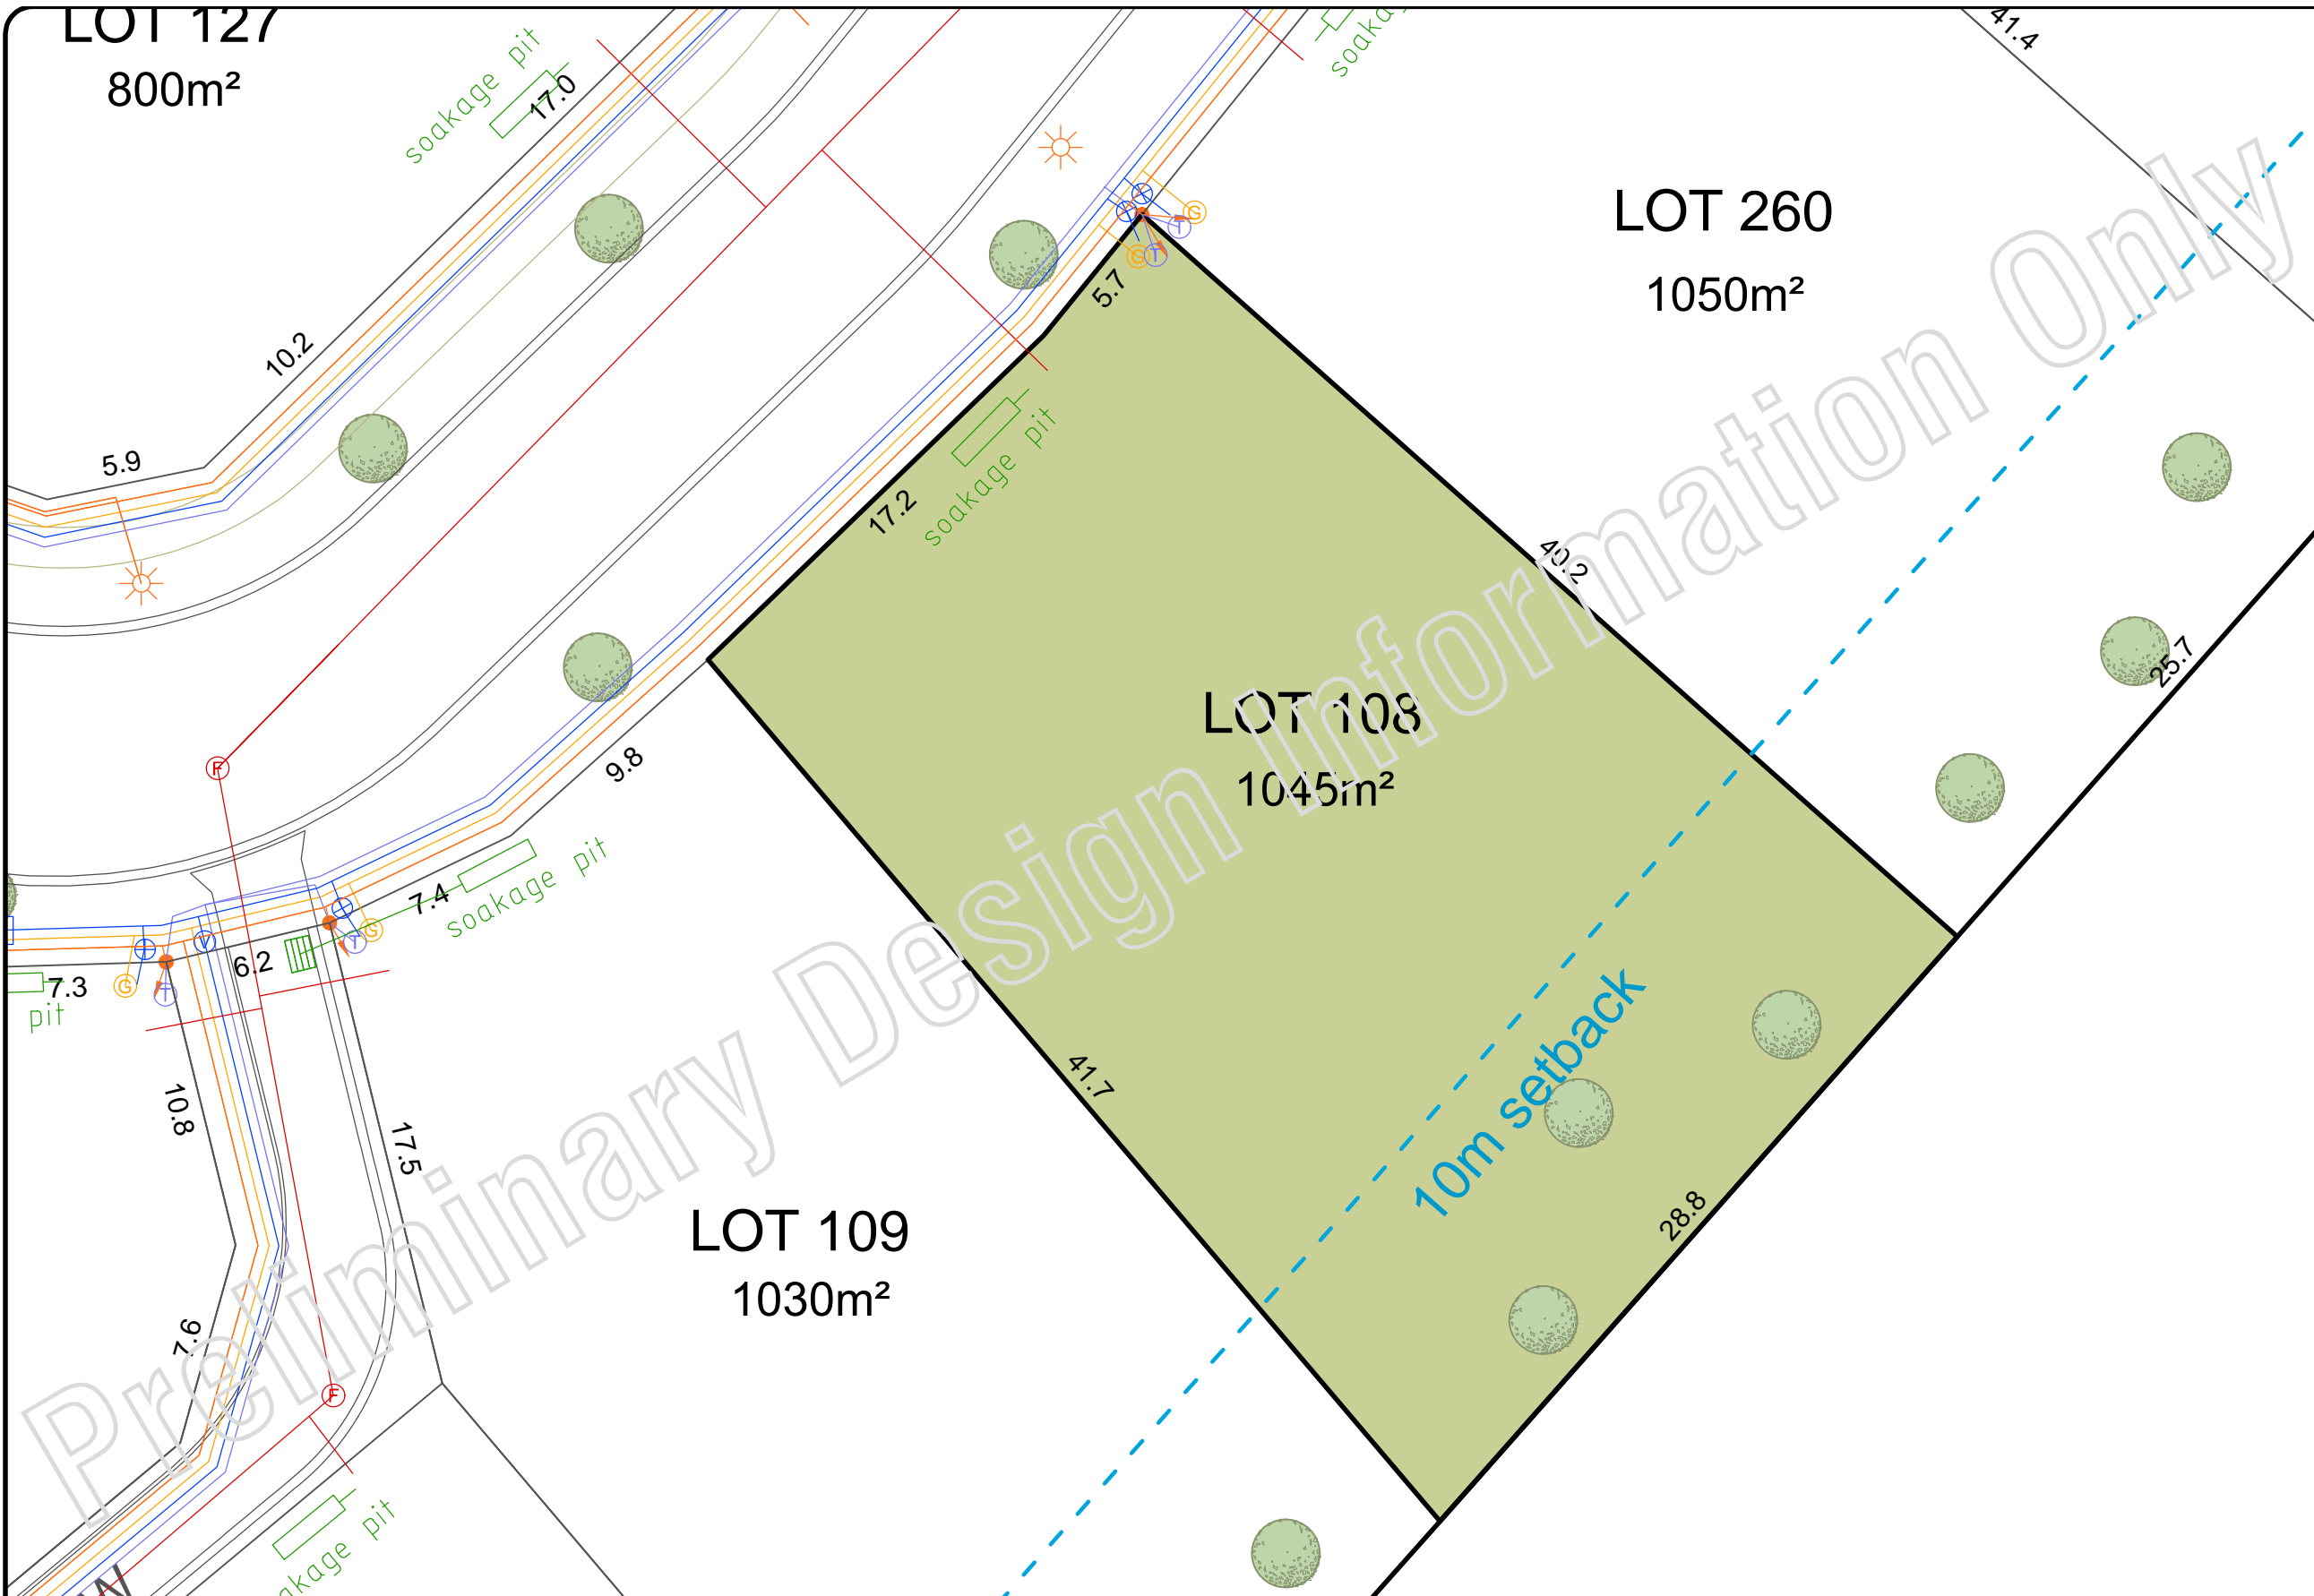 LOT 127
800m²
soakage pit
17.0
soak
41.4
LOT 260
1050m²
G
T
G
T
5.7
10.2
5.9
soakage pit
17.2
40.2
25.7
LOT 108
1045m²
F
9.8
7.4
soakage pit
G
T
V
6.2
7.3
G
T
pit
10m setback
41.7
28.8
10.8
17.5
LOT 109
1030m²
7.6
F
akage pit
N
Preliminary Design Information Only